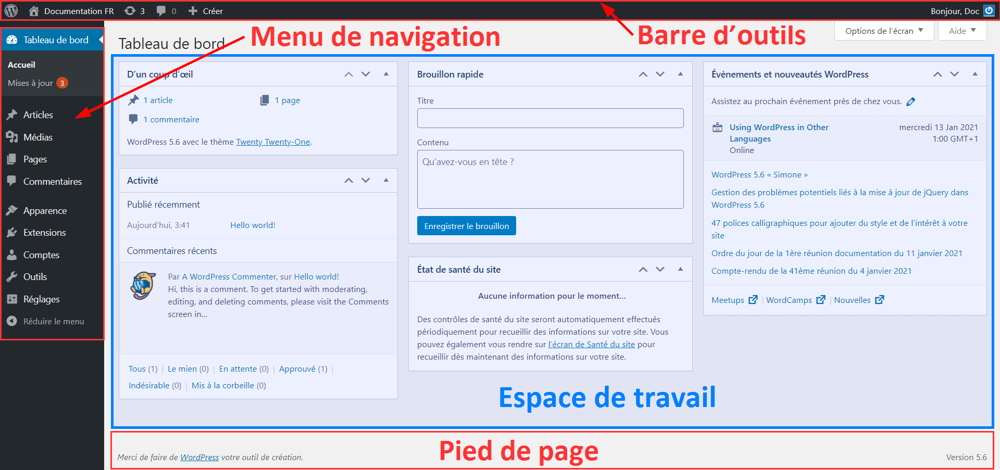 Documentation FR 3 0 Créer Bonjour, Doc
Barre d’outils
Menu de navigation
Tableau de bord
Accueil
Mises à jour 3
Articles
Médias
Pages
Commentaires
Apparence
Extensions
Comptes
Outils
Réglages
Réduire le menu
Tableau de bord
Options de l’écran Aide
D’un coup d’œil
1 article 1 page
1 commentaire
WordPress 5.6 avec le thème Twenty Twenty-One.
Activité
Publié récemment
Aujourd’hui, 3:41 Hello world!
Commentaires récents
Par A WordPress Commenter, sur Hello world!
Hi, this is a comment. To get started with moderating,
editing, and deleting comments, please visit the Comments
screen in…
Tous (1) | Le mien (0) | En attente (0) | Approuvé (1) |
Indésirable (0) | Mis à la corbeille (0)
Brouillon rapide
Titre
Contenu
Qu’avez-vous en tête ?
Enregistrer le brouillon
État de santé du site
Aucune information pour le moment…
Des contrôles de santé du site seront automatiquement effectués
périodiquement pour recueillir des informations sur votre site. Vous
pouvez également vous rendre sur l’écran de Santé du site pour
recueillir dès maintenant des informations sur votre site.
Évènements et nouveautés WordPress
Assistez au prochain événement près de chez vous.
Using WordPress in Other mercredi 13 Jan 2021
Languages 1:00 GMT+1
Online
WordPress 5.6 « Simone »
Gestion des problèmes potentiels liés à la mise à jour de jQuery dans
WordPress 5.6
47 polices calligraphiques pour ajouter du style et de l’intérêt à votre
site
Ordre du jour de la 1ère réunion documentation du 11 janvier 2021
Compte-rendu de la 41ème réunion du 4 janvier 2021
Meetups | WordCamps | Nouvelles
Espace de travail
Pied de page
Merci de faire de WordPress votre outil de création. Version 5.6